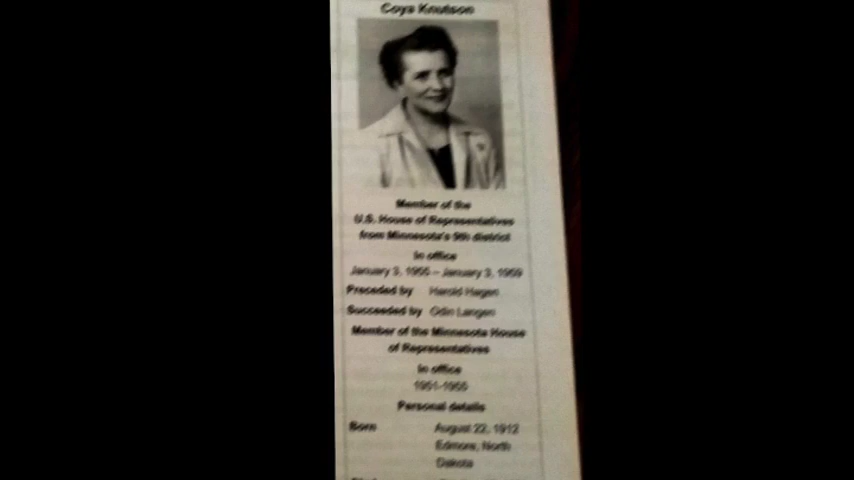 Coya Knutson
Member of the
U.S. House of Representatives
from Minnesota's 9th district
In office
January 3, 1955 – January 3, 1959
Preceded by Harold Hagen
Succeeded by Odin Langen
Member of the Minnesota House
of Representatives
In office
1951-1955
Personal details
Born August 22, 1912
Edmore, North
Dakota